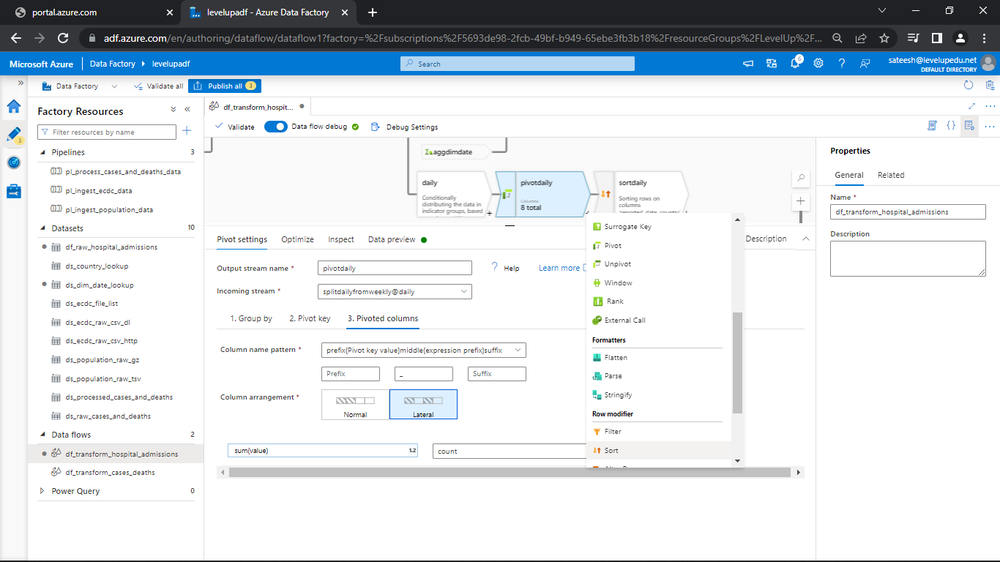 portal.azure.com
levelupadf - Azure Data Factory
adf.azure.com/en/authoring/dataflow/dataflow1?factory=%2Fsubscriptions%2F5693de98-2fcb-49bf-b949-65ebe3fb3b18%2FresourceGroups%2FLevelUp%2F...
Microsoft Azure
Data Factory
levelupadf
Search
6
sateesh@levelupedu.net
DEFAULT DIRECTORY
Data Factory
Validate all
Publish all
3
3
Factory Resources
Filter resources by name
Pipelines 3
pl_process_cases_and_deaths_data
pl_ingest_ecdc_data
pl_ingest_population_data
Datasets 10
df_raw_hospital_admissions
ds_country_lookup
ds_dim_date_lookup
ds_ecdc_file_list
ds_ecdc_raw_csv_dl
ds_ecdc_raw_csv_http
ds_population_raw_gz
ds_population_raw_tsv
ds_processed_cases_and_deaths
ds_raw_cases_and_deaths
Data flows 2
df_transform_hospital_admissions
df_transform_cases_deaths
Power Query 0
df_transform_hospit...
Validate
Data flow debug
Debug Settings
aggdimdate
daily
Conditionally
distributing the data in
indicator groups, based
pivotdaily
Columns:
8 total
sortdaily
Sorting rows on
columns
Pivot settings
Optimize
Inspect
Data preview
Description
Output stream name *
pivotdaily
Help
Learn more
Incoming stream *
splitdailyfromweekly@daily
1. Group by
2. Pivot key
3. Pivoted columns
Column name pattern *
prefix{Pivot key value}middle{expression prefix}suffix
Prefix
_
Suffix
Column arrangement *
Normal
Lateral
sum(value)
1.2
count
Surrogate Key
Pivot
Unpivot
Window
Rank
External Call
Formatters
Flatten
Parse
Stringify
Row modifier
Filter
Sort
Properties
General
Related
Name *
df_transform_hospital_admissions
Description